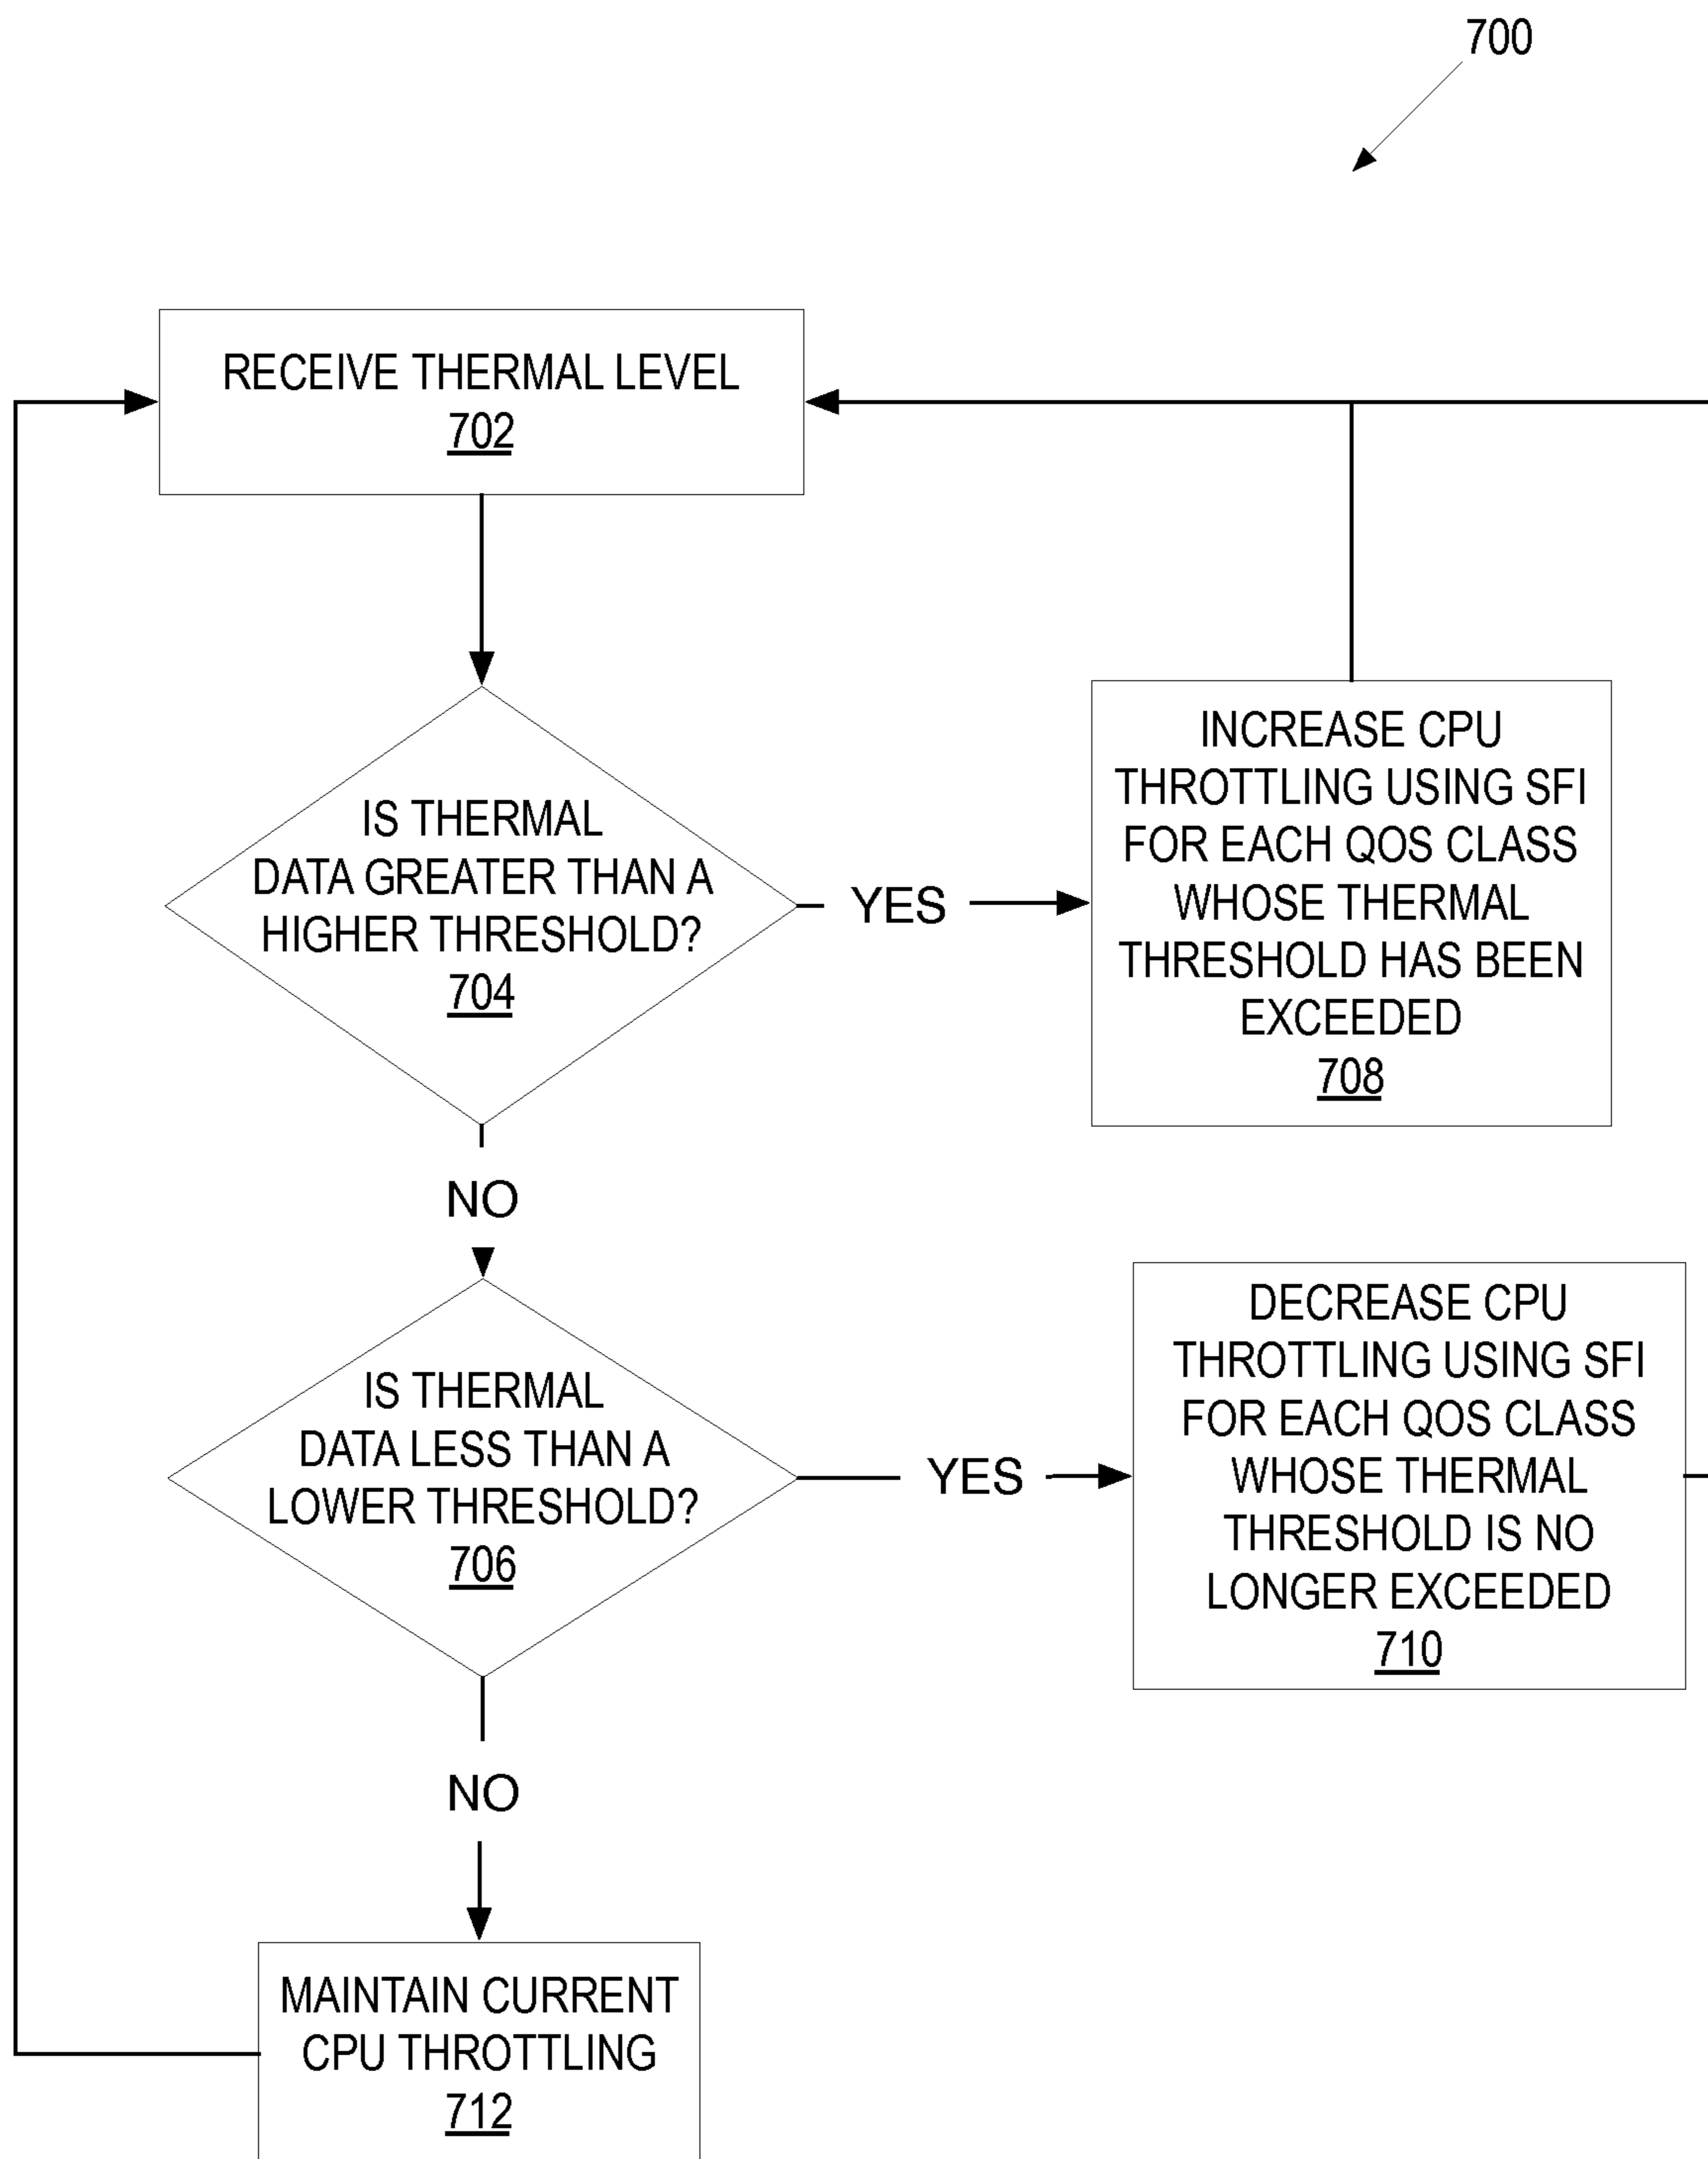 700
RECEIVE THERMAL LEVEL
702
IS THERMAL
DATA GREATER THAN A
HIGHER THRESHOLD?
704
YES
INCREASE CPU
THROTTLING USING SFI
FOR EACH QOS CLASS
WHOSE THERMAL
THRESHOLD HAS BEEN
EXCEEDED
708
NO
IS THERMAL
DATA LESS THAN A
LOWER THRESHOLD?
706
YES
DECREASE CPU
THROTTLING USING SFI
FOR EACH QOS CLASS
WHOSE THERMAL
THRESHOLD IS NO
LONGER EXCEEDED
710
NO
MAINTAIN CURRENT
CPU THROTTLING
712